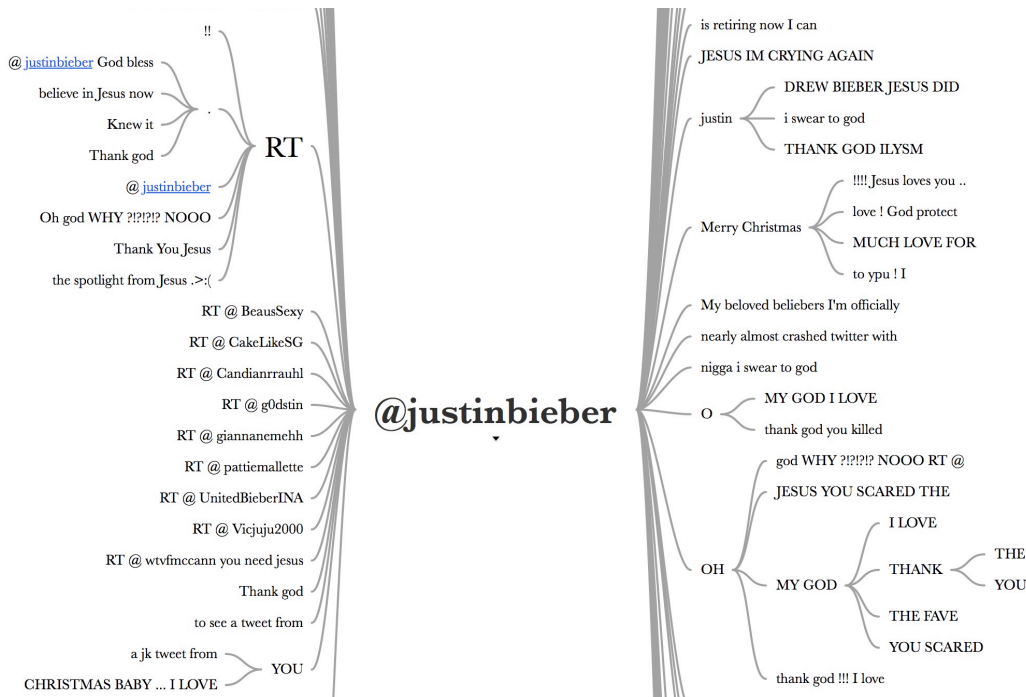 !!
@ justinbieber God bless
believe in Jesus now
Knew it
Thank god
.
RT
@ justinbieber
Oh god WHY ?!?!?!? NOOO
Thank You Jesus
the spotlight from Jesus .>:(
RT @ BeausSexy
RT @ CakeLikeSG
RT @ Candianrrauhl
RT @ g0dstin
RT @ giannanemehh
RT @ pattiemallette
RT @ UnitedBieberINA
RT @ Vicjuju2000
RT @ wtvfmccann you need jesus
Thank god
to see a tweet from
a jk tweet from
YOU
CHRISTMAS BABY ... I LOVE
@justinbieber
is retiring now I can
JESUS IM CRYING AGAIN
justin
DREW BIEBER JESUS DID
i swear to god
THANK GOD ILYSM
Merry Christmas
!!!! Jesus loves you ..
love ! God protect
MUCH LOVE FOR
to ypu ! I
My beloved beliebers I'm officially
nearly almost crashed twitter with
nigga i swear to god
O
MY GOD I LOVE
thank god you killed
OH
god WHY ?!?!?!? NOOO RT @
JESUS YOU SCARED THE
MY GOD
I LOVE
THANK
THE
YOU
THE FAVE
YOU SCARED
thank god !!! I love